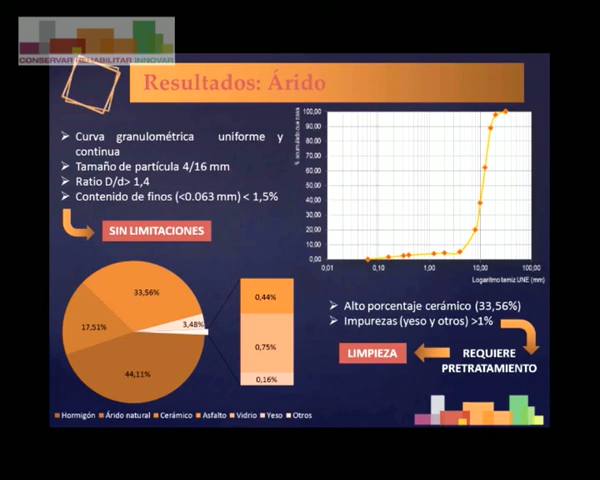 CONSERVAR REHABILITAR INNOVAR
Resultados: Árido
Curva granulométrica uniforme y
continua
Tamaño de partícula 4/16 mm
Ratio D/d> 1,4
Contenido de finos (<0.063 mm) < 1,5%
SIN LIMITACIONES
100,00
90,00
80,00
70,00
60,00
50,00
40,00
30,00
20,00
10,00
0,00
0,01
0,10
1,00
10,00
100,00
Logaritmo tamiz UNE (mm)
33,56%
17,51%
44,11%
3,48%
0,44%
0,75%
0,16%
Hormigón Árido natural Cerámico Asfalto Vidrio Yeso Otros
Alto porcentaje cerámico (33,56%)
Impurezas (yeso y otros) >1%
LIMPIEZA
REQUIERE
PRETRATAMIENTO